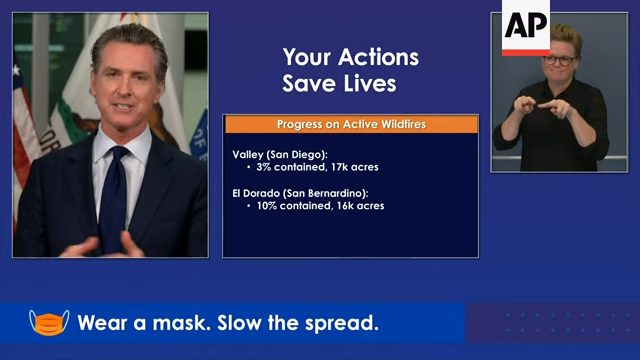 AP
Your Actions
Save Lives
Progress on Active Wildfires
Valley (San Diego):
• 3% contained, 17k acres
El Dorado (San Bernardino):
• 10% contained, 16k acres
Wear a mask. Slow the spread.